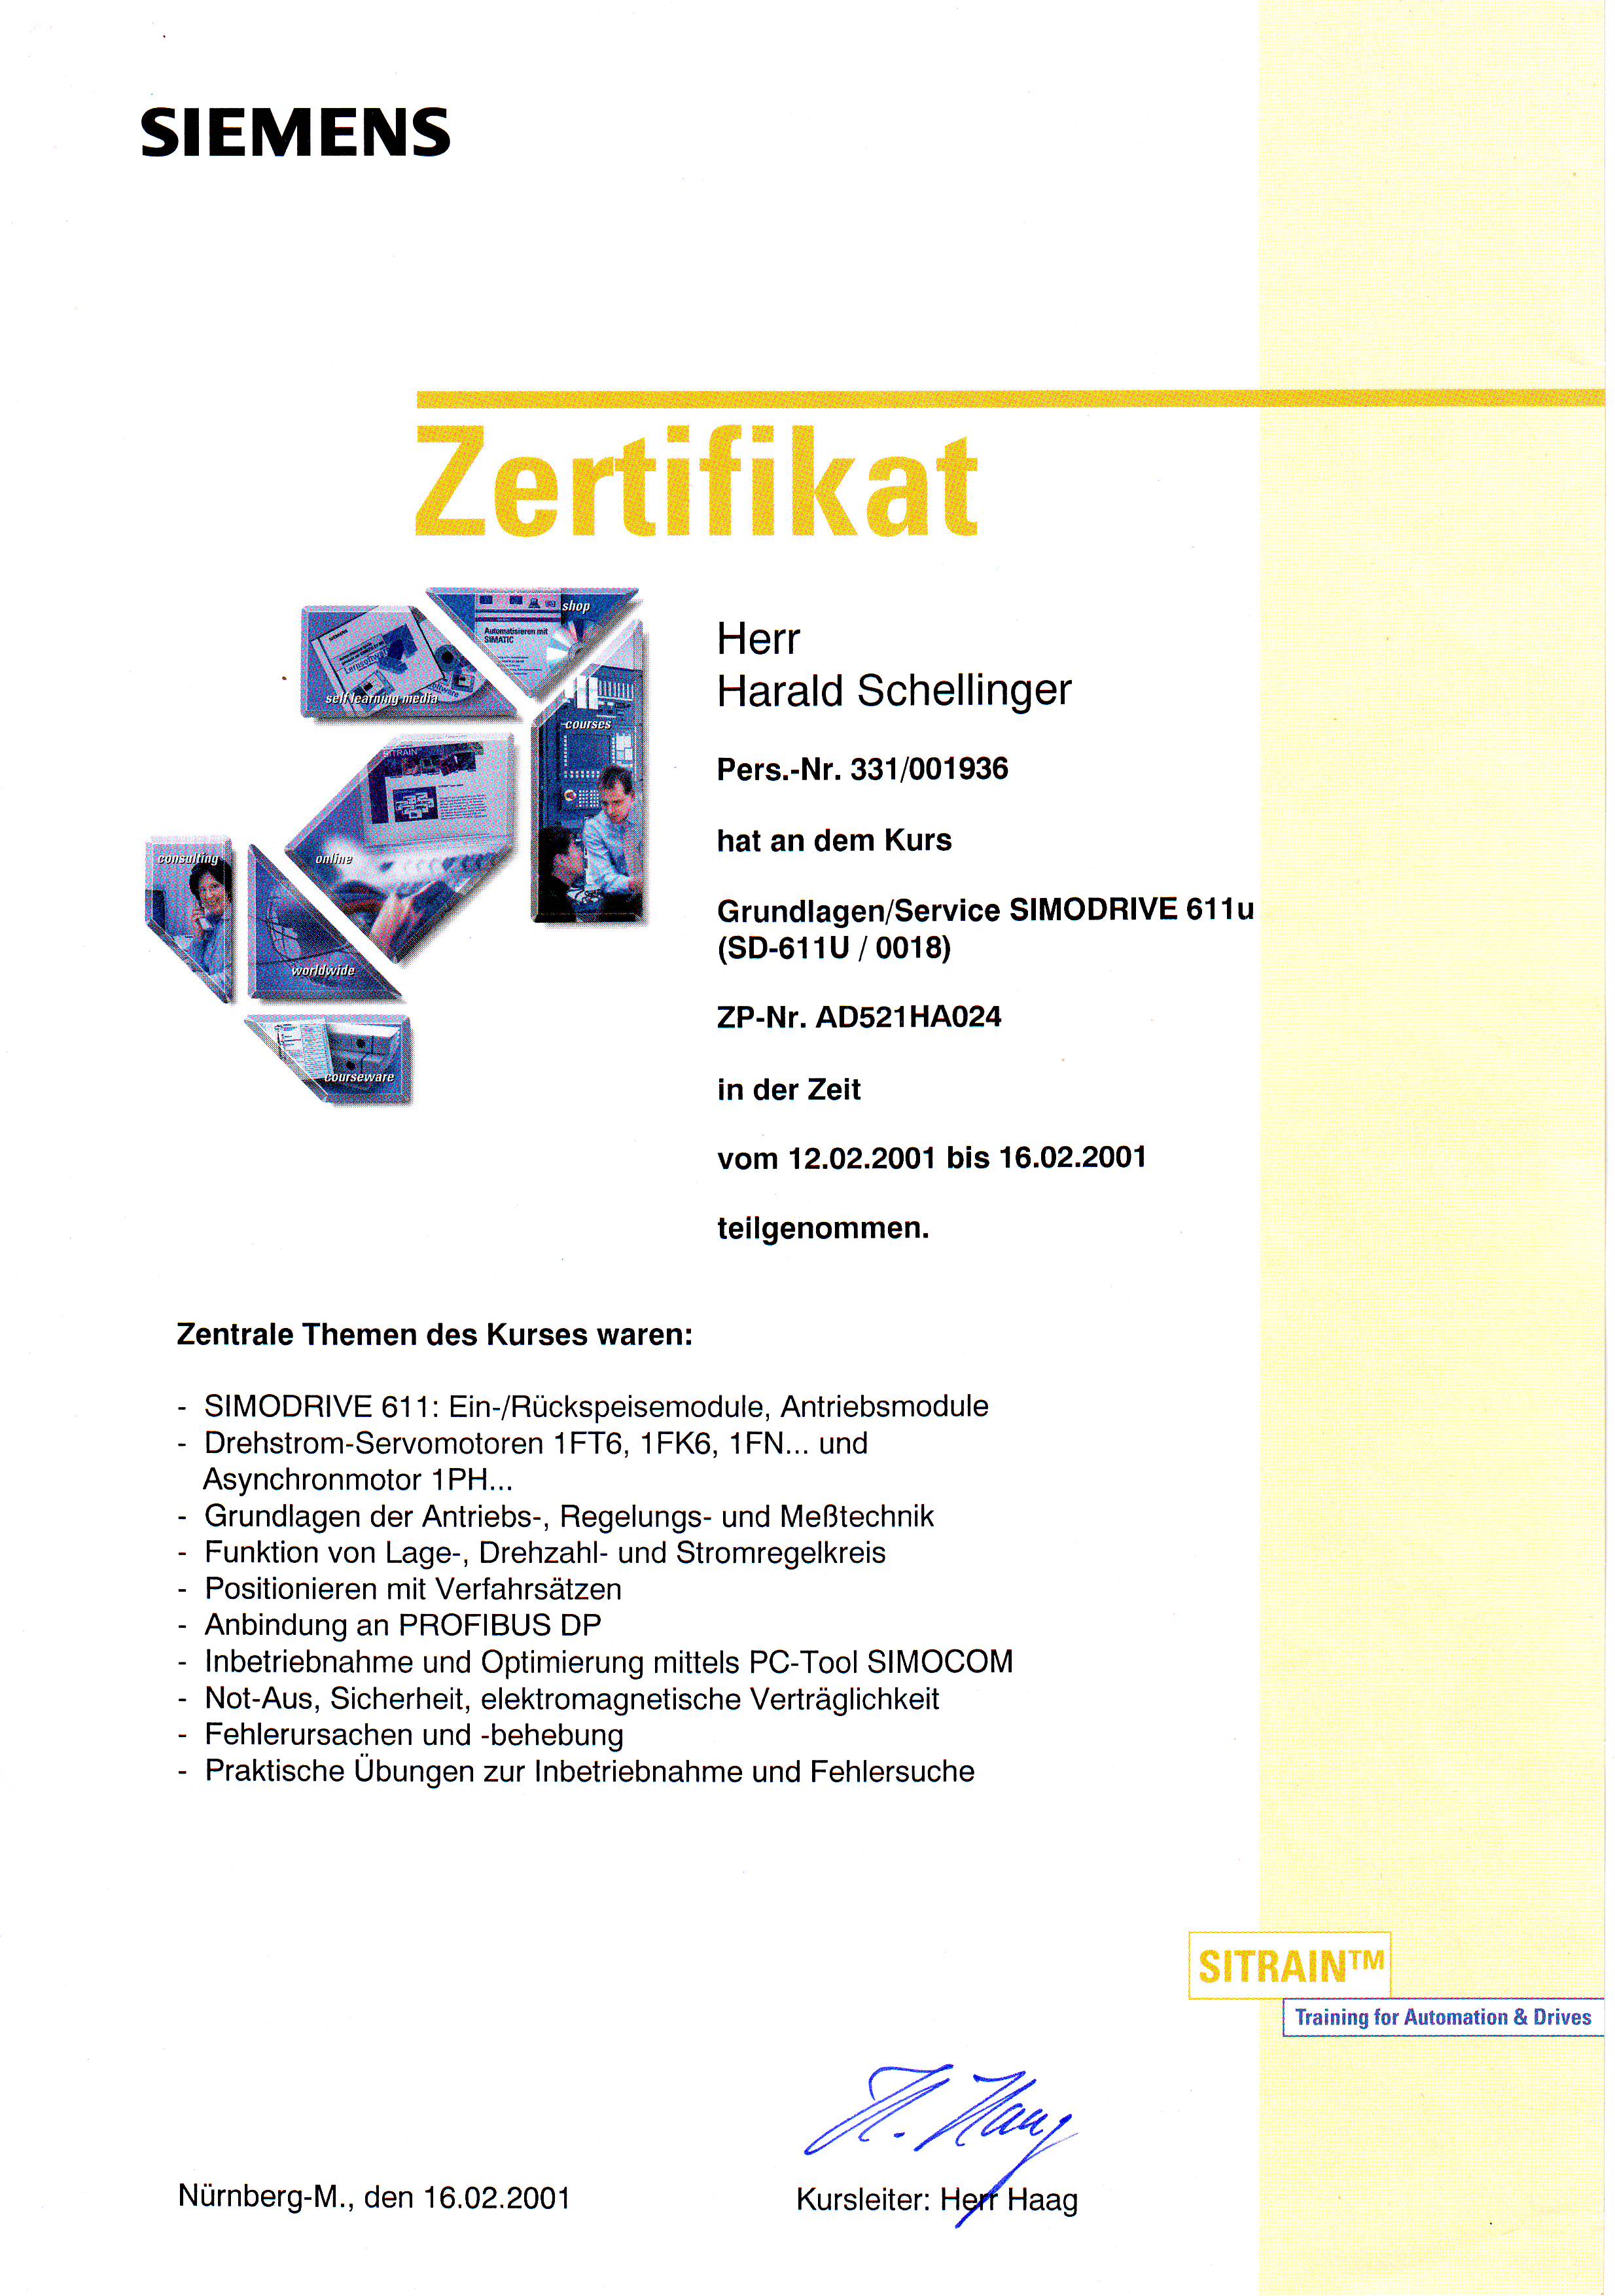 SIEMENS
Zertifikat
shop
Automatisieren mit
SIMATIC
SIEMENS
self learning media
courses
SITRAIN
consulting
online
worldwide
courseware
Herr
Harald Schellinger
Pers.-Nr. 331/001936
hat an dem Kurs
Grundlagen/Service SIMODRIVE 611u
(SD-611U / 0018)
ZP-Nr. AD521HA024
in der Zeit
vom 12.02.2001 bis 16.02.2001
teilgenommen.
Zentrale Themen des Kurses waren:
- SIMODRIVE 611: Ein-/Rückspeisemodule, Antriebsmodule
- Drehstrom-Servomotoren 1FT6, 1FK6, 1FN... und
Asynchronmotor 1PH...
- Grundlagen der Antriebs-, Regelungs- und Meßtechnik
- Funktion von Lage-, Drehzahl- und Stromregelkreis
- Positionieren mit Verfahrsätzen
- Anbindung an PROFIBUS DP
- Inbetriebnahme und Optimierung mittels PC-Tool SIMOCOM
- Not-Aus, Sicherheit, elektromagnetische Verträglichkeit
- Fehlerursachen und -behebung
- Praktische Übungen zur Inbetriebnahme und Fehlersuche
SITRAIN™
Training for Automation & Drives
H. Haag
Nürnberg-M., den 16.02.2001
Kursleiter: Herr Haag